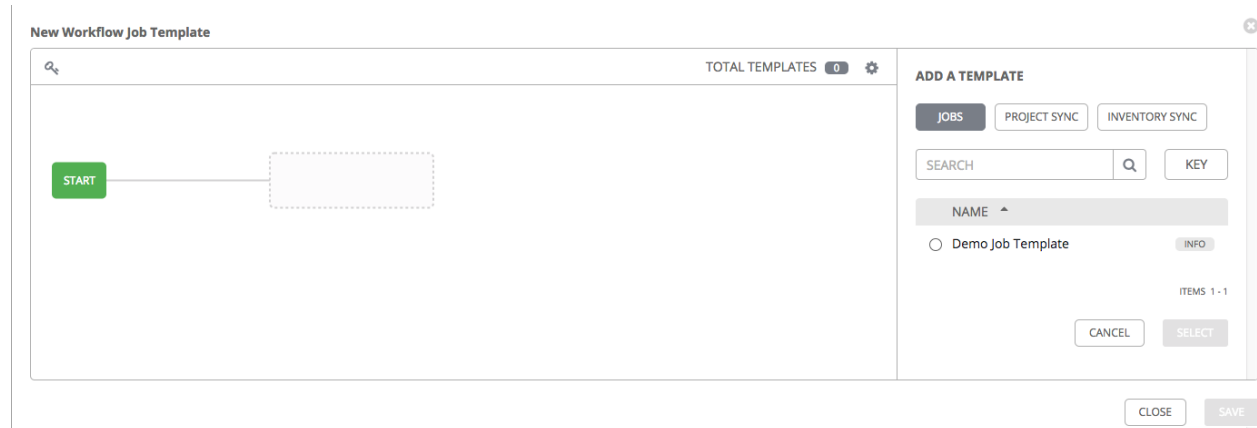 New Workflow Job Template
TOTAL TEMPLATES 0
START
ADD A TEMPLATE
JOBS PROJECT SYNC INVENTORY SYNC
SEARCH KEY
NAME
Demo Job Template INFO
ITEMS 1 - 1
CANCEL SELECT
CLOSE SAVE